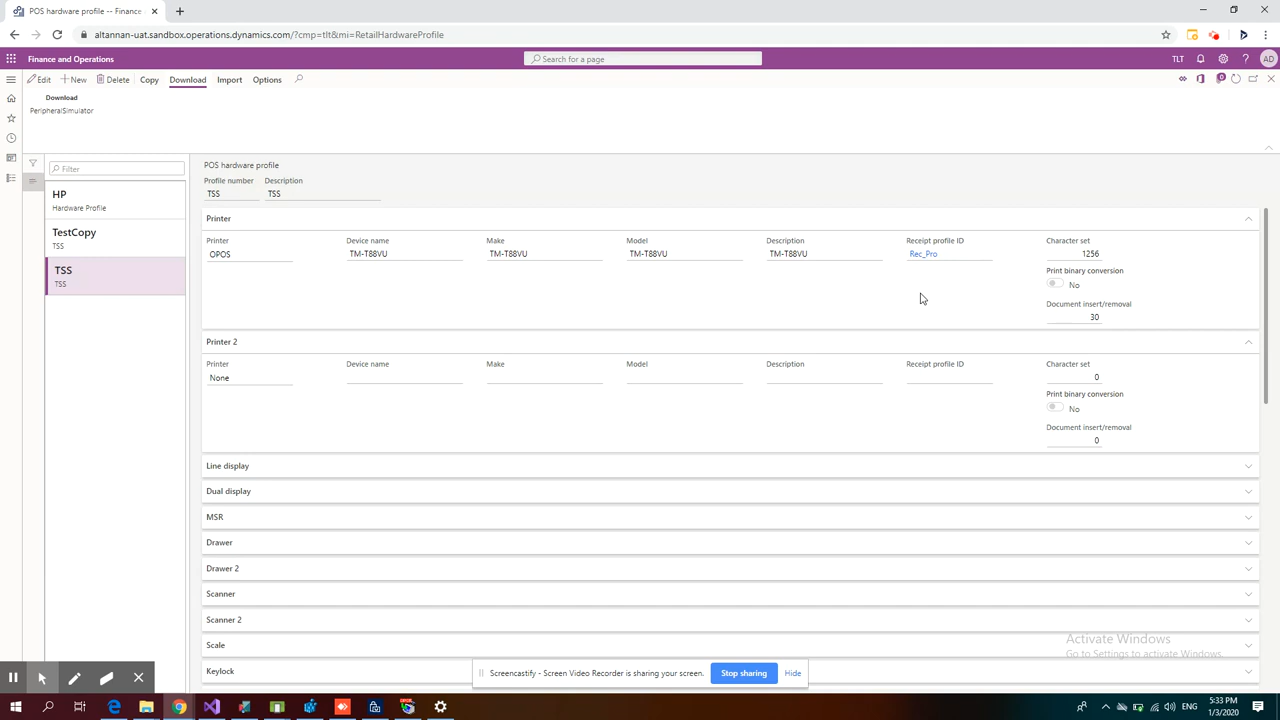 POS hardware profile -- Finance
altannan-uat.sandbox.operations.dynamics.com/?cmp=tlt&mi=RetailHardwareProfile
Finance and Operations
Search for a page
TLT
AD
Edit
New
Delete
Copy
Download
Import
Options
Download
PeripheralSimulator
Filter
HP
Hardware Profile
TestCopy
TSS
TSS
TSS
POS hardware profile
Profile number Description
TSS TSS
Printer
Printer Device name Make Model Description Receipt profile ID Character set
OPOS TM-T88VU TM-T88VU TM-T88VU TM-T88VU Rec_Pro 1256
Print binary conversion
No
Document insert/removal
30
Printer 2
Printer Device name Make Model Description Receipt profile ID Character set
None 0
Print binary conversion
No
Document insert/removal
0
Line display
Dual display
MSR
Drawer
Drawer 2
Scanner
Scanner 2
Scale
Keylock
Activate Windows
Go to Settings to activate Windows.
Screencastify - Screen Video Recorder is sharing your screen.
Stop sharing
Hide
5:33 PM
1/3/2020